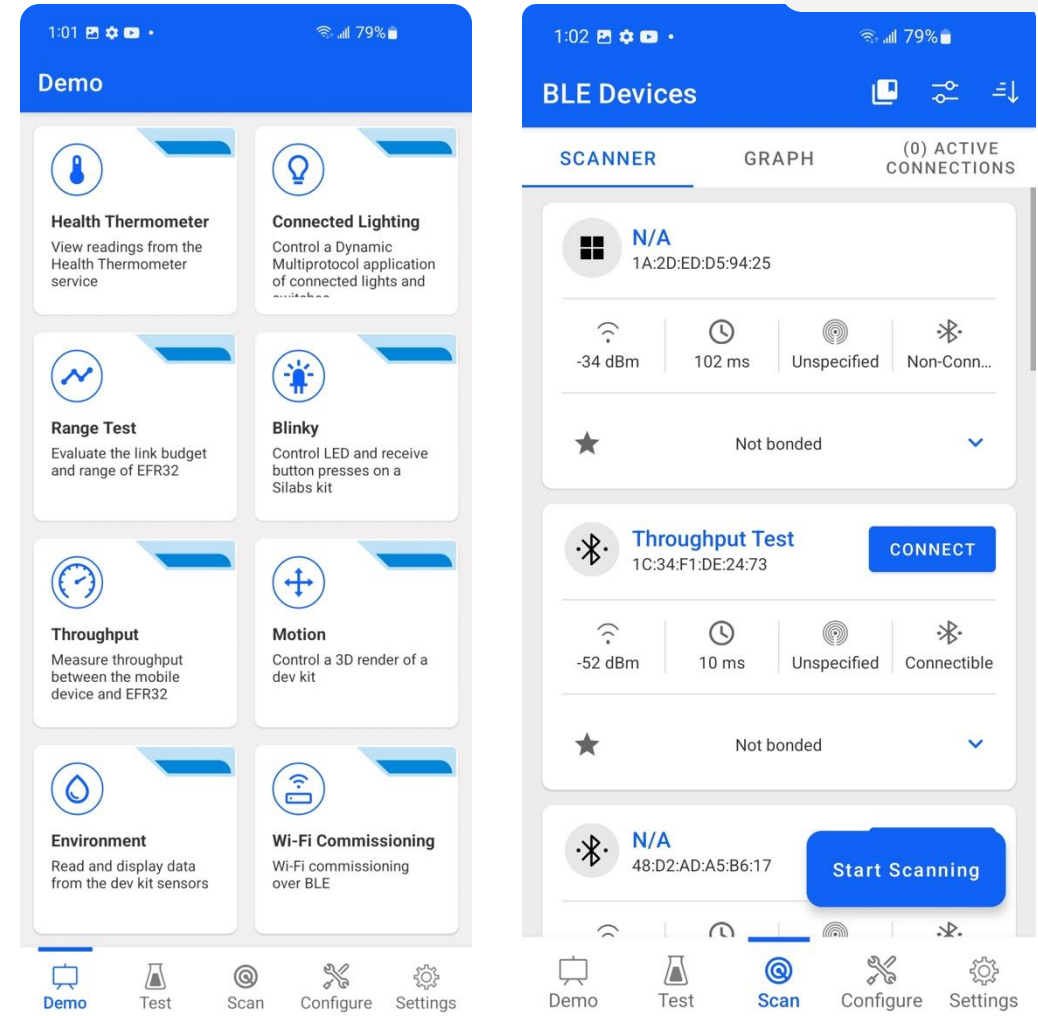 1:01
79%
Demo
Health Thermometer
View readings from the
Health Thermometer
service
Connected Lighting
Control a Dynamic
Multiprotocol application
of connected lights and
Range Test
Evaluate the link budget
and range of EFR32
Blinky
Control LED and receive
button presses on a
Silabs kit
Throughput
Measure throughput
between the mobile
device and EFR32
Motion
Control a 3D render of a
dev kit
Environment
Read and display data
from the dev kit sensors
Wi-Fi Commissioning
Wi-Fi commissioning
over BLE
Demo
Test
Scan
Configure
Settings
1:02
79%
BLE Devices
SCANNER
GRAPH
(0) ACTIVE
CONNECTIONS
N/A
1A:2D:ED:D5:94:25
-34 dBm
102 ms
Unspecified
Non-Conn...
Not bonded
Throughput Test
1C:34:F1:DE:24:73
CONNECT
-52 dBm
10 ms
Unspecified
Connectible
Not bonded
N/A
48:D2:AD:A5:B6:17
Start Scanning
Demo
Test
Scan
Configure
Settings